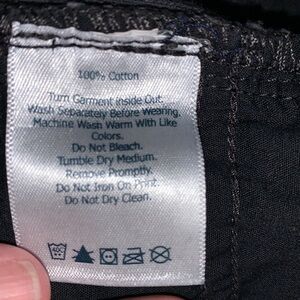 100% Cotton
Turn Garment Inside Out.
Wash Separately Before Wearing.
Machine Wash Warm With Like
Colors.
Do Not Bleach.
Tumble Dry Medium.
Remove Promptly.
Do Not Iron On Print.
Do Not Dry Clean.